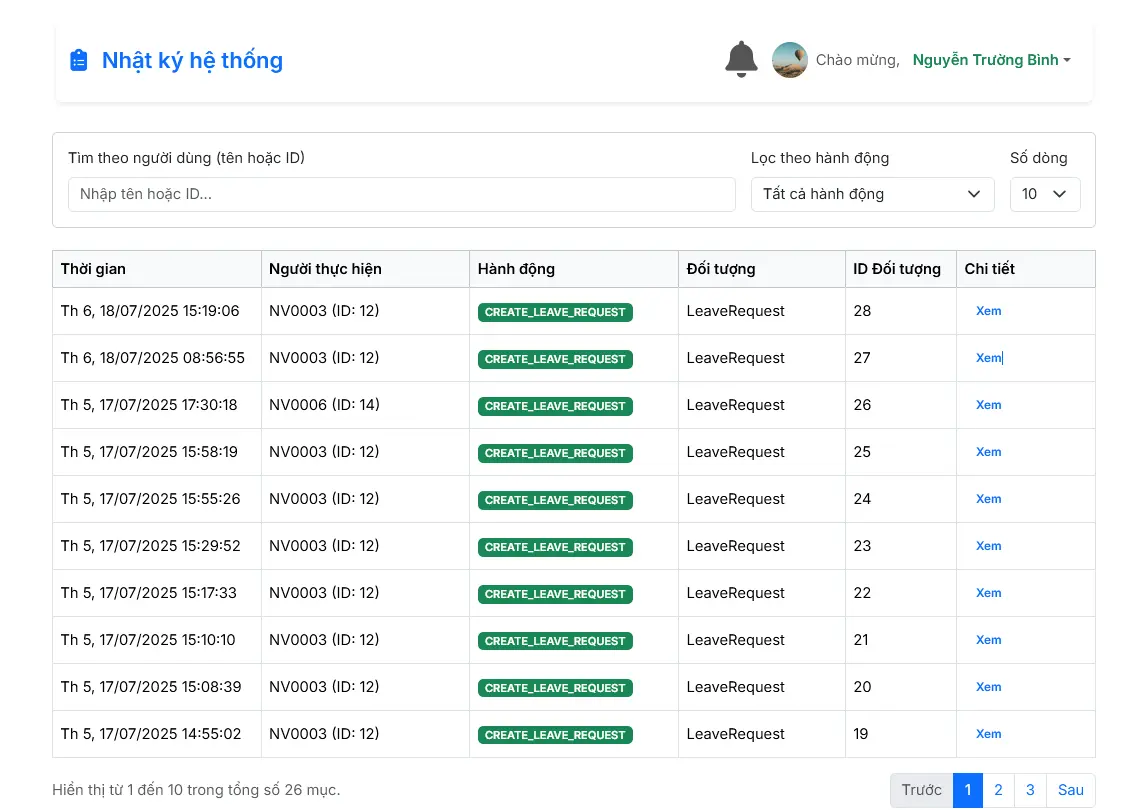 Nhật ký hệ thống
Chào mừng, Nguyễn Trường Bình
Tìm theo người dùng (tên hoặc ID) Lọc theo hành động Số dòng
Nhập tên hoặc ID... Tất cả hành động 10
Thời gian Người thực hiện Hành động Đối tượng ID Đối tượng Chi tiết
Th 6, 18/07/2025 15:19:06 NV0003 (ID: 12) CREATE_LEAVE_REQUEST LeaveRequest 28 Xem
Th 6, 18/07/2025 08:56:55 NV0003 (ID: 12) CREATE_LEAVE_REQUEST LeaveRequest 27 Xem
Th 5, 17/07/2025 17:30:18 NV0006 (ID: 14) CREATE_LEAVE_REQUEST LeaveRequest 26 Xem
Th 5, 17/07/2025 15:58:19 NV0003 (ID: 12) CREATE_LEAVE_REQUEST LeaveRequest 25 Xem
Th 5, 17/07/2025 15:55:26 NV0003 (ID: 12) CREATE_LEAVE_REQUEST LeaveRequest 24 Xem
Th 5, 17/07/2025 15:29:52 NV0003 (ID: 12) CREATE_LEAVE_REQUEST LeaveRequest 23 Xem
Th 5, 17/07/2025 15:17:33 NV0003 (ID: 12) CREATE_LEAVE_REQUEST LeaveRequest 22 Xem
Th 5, 17/07/2025 15:10:10 NV0003 (ID: 12) CREATE_LEAVE_REQUEST LeaveRequest 21 Xem
Th 5, 17/07/2025 15:08:39 NV0003 (ID: 12) CREATE_LEAVE_REQUEST LeaveRequest 20 Xem
Th 5, 17/07/2025 14:55:02 NV0003 (ID: 12) CREATE_LEAVE_REQUEST LeaveRequest 19 Xem
Hiển thị từ 1 đến 10 trong tổng số 26 mục. Trước 1 2 3 Sau